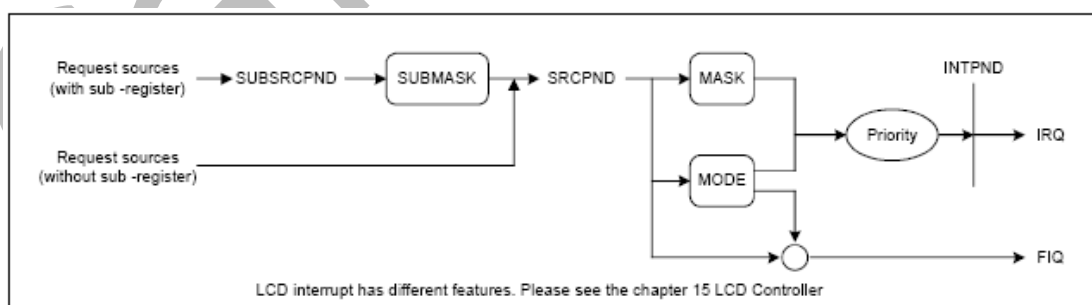 Request sources
(with sub -register)
SUBSRCPND
SUBMASK
SRCPND
MASK
INTPND
Priority
IRQ
Request sources
(without sub -register)
MODE
FIQ
LCD interrupt has different features. Please see the chapter 15 LCD Controller